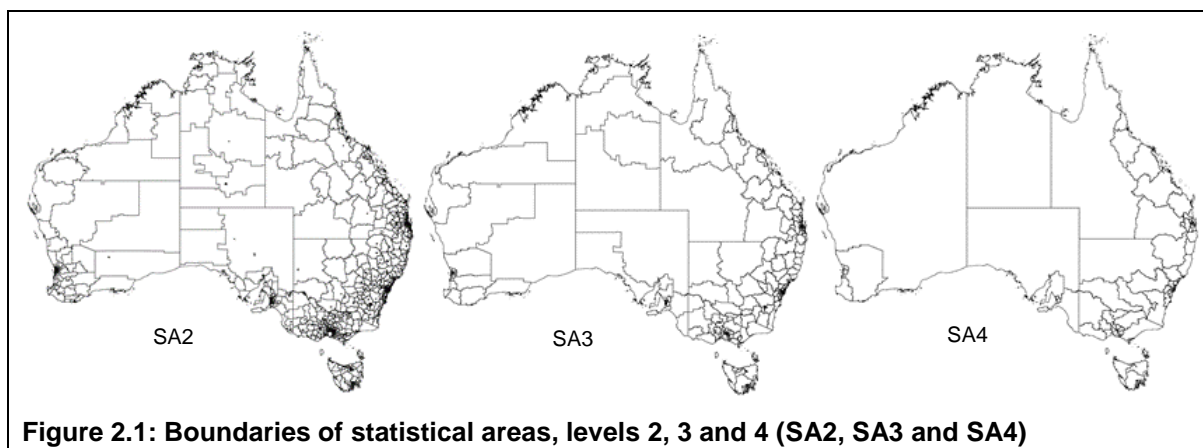 SA2
SA3
SA4
Figure 2.1: Boundaries of statistical areas, levels 2, 3 and 4 (SA2, SA3 and SA4)